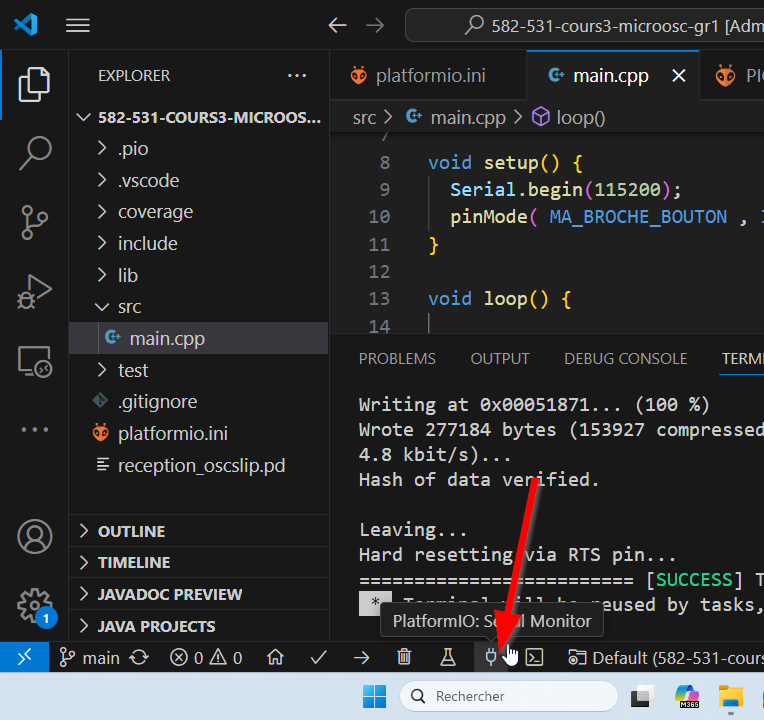 582-531-cours3-microosc-gr1 [Adm
EXPLORER
platformio.ini
main.cpp
582-531-COURS3-MICROOS...
src > main.cpp > loop()
.pio
.vscode
coverage
include
lib
src
main.cpp
test
.gitignore
platformio.ini
reception_oscslip.pd
OUTLINE
TIMELINE
JAVADOC PREVIEW
JAVA PROJECTS
7
8 void setup() {
9 Serial.begin(115200);
10 pinMode( MA_BROCHE_BOUTON ,
11 }
12
13 void loop() {
14
PROBLEMS OUTPUT DEBUG CONSOLE TERM
Writing at 0x00051871... (100 %)
Wrote 277184 bytes (153927 compressed
4.8 kbit/s)...
Hash of data verified.
Leaving...
Hard resetting via RTS pin...
========================== [SUCCESS] T
* Terminal will be reused by tasks,
PlatformIO: Serial Monitor
main 0 0 Default (582-531-cours
1
Rechercher
M365